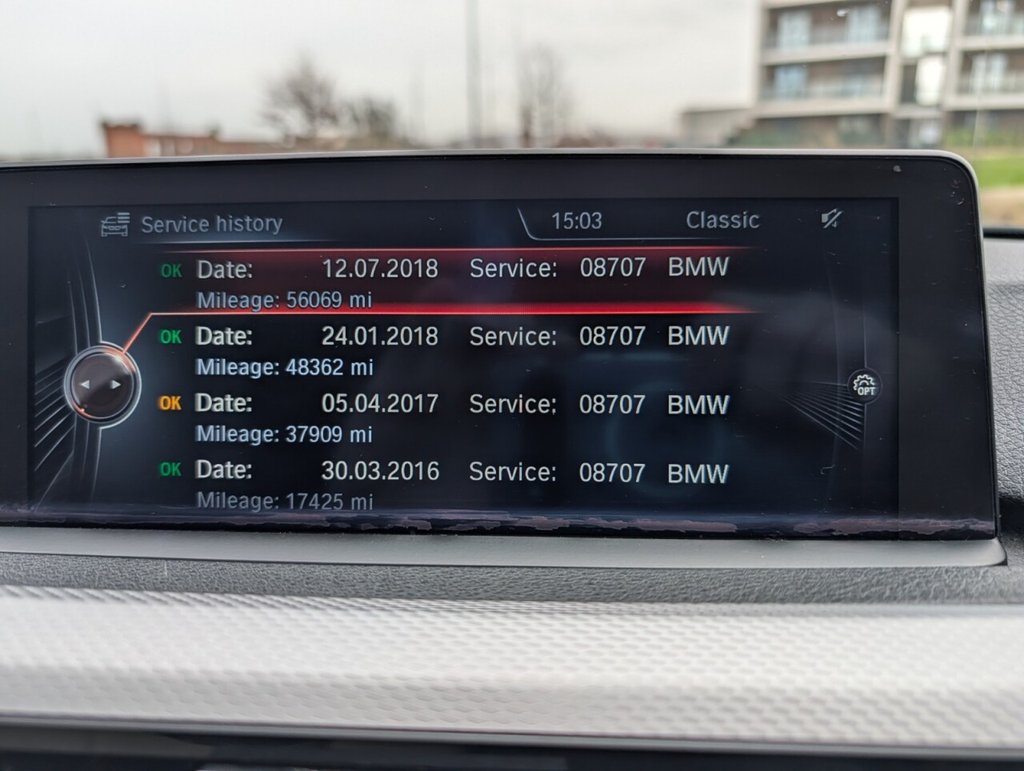 Service history 15:03 Classic
OK Date: 12.07.2018 Service: 08707 BMW
Mileage: 56069 mi
OK Date: 24.01.2018 Service: 08707 BMW
Mileage: 48362 mi
OK Date: 05.04.2017 Service: 08707 BMW
Mileage: 37909 mi
OK Date: 30.03.2016 Service: 08707 BMW
Mileage: 17425 mi
OPT